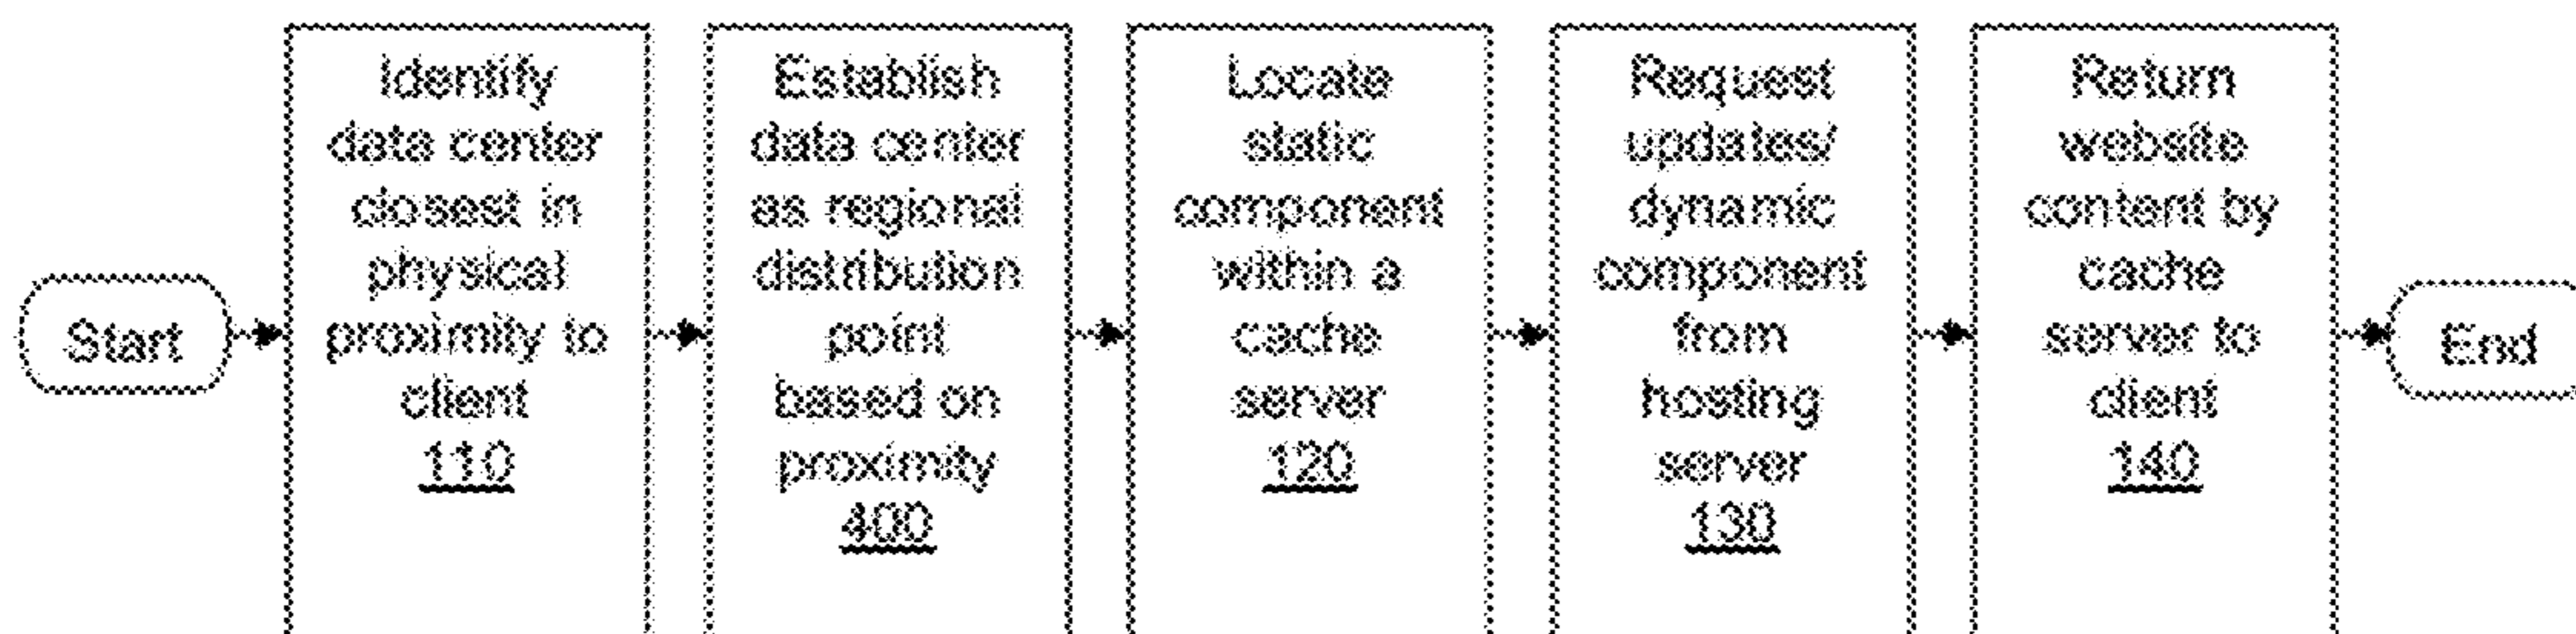 Start
Identify
data center
closest in
physical
proximity to
client
110
Establish
data center
as regional
distribution
point
based on
proximity
400
Locate
static
component
within a
cache
server
120
Request
updates/
dynamic
component
from
hosting
server
130
Return
website
content by
cache
server to
client
140
End